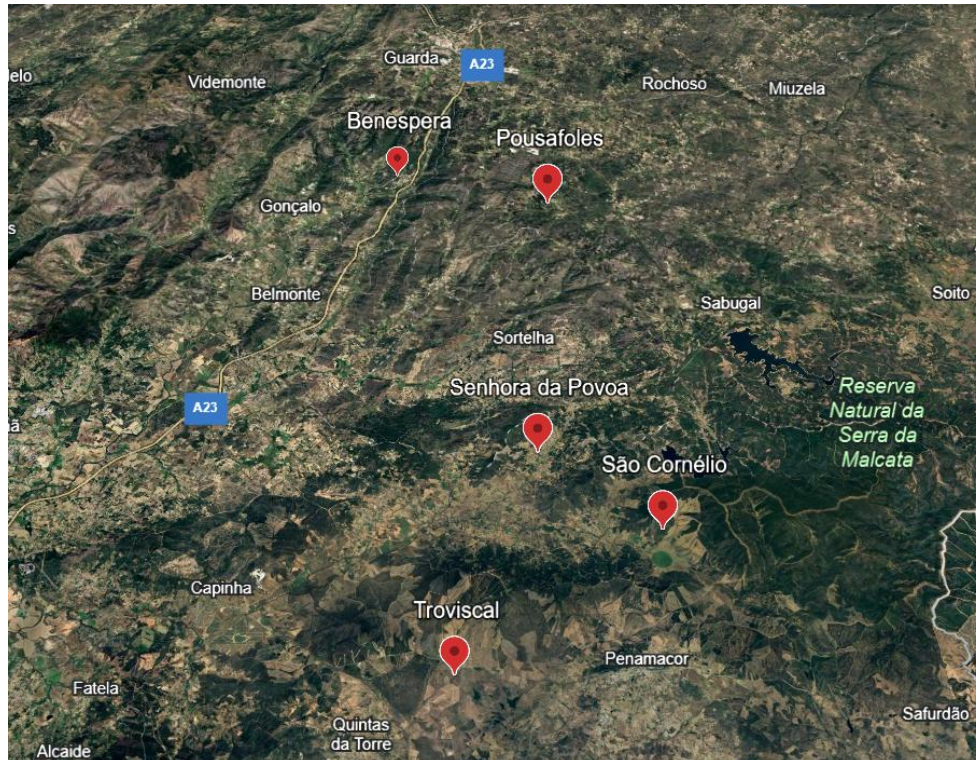 Guarda
A23
elo
Videmonte
Rochoso
Miuzela
Benespera
Pousafoles
Gonçalo
s
Belmonte
Sabugal
Soito
Sortelha
Senhora da Povoa
A23
ã
Reserva
Natural da
Serra da
Malcata
São Cornélio
Capinha
Troviscal
Penamacor
Fatela
Quintas
da Torre
Safurdão
Alcaide